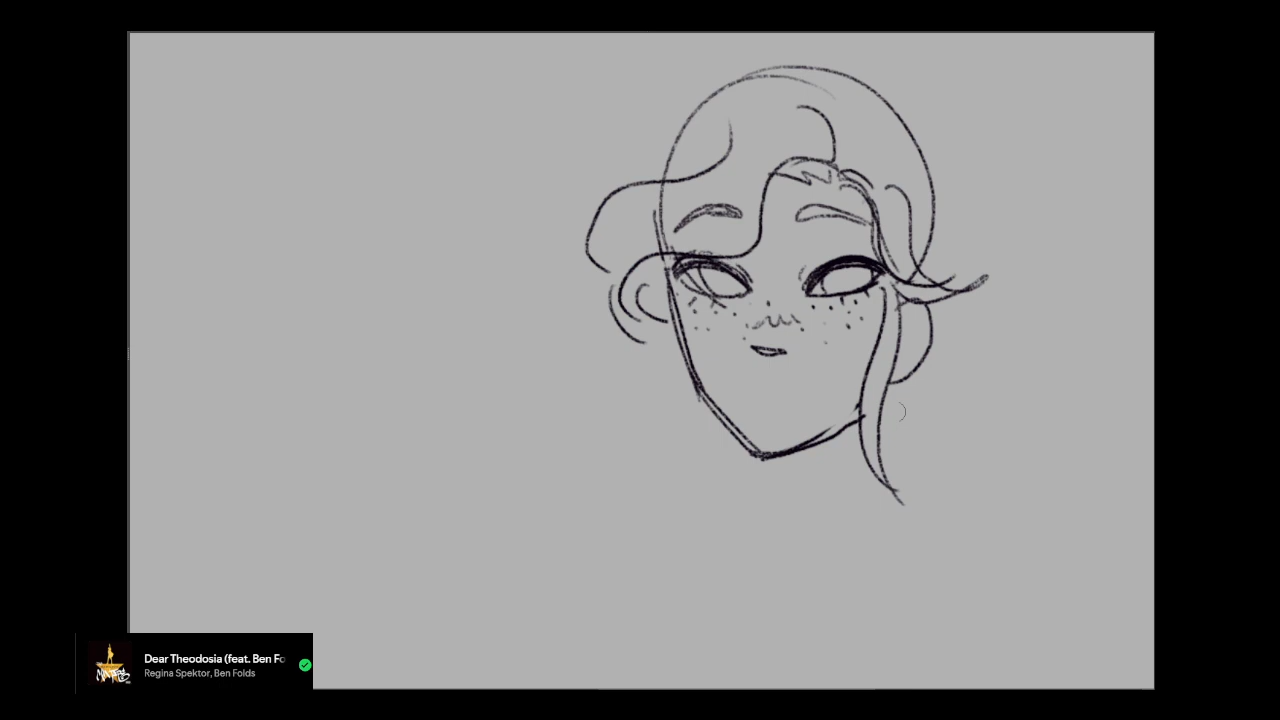 Dear Theodosia (feat. Ben Fo
Regina Spektor, Ben Folds